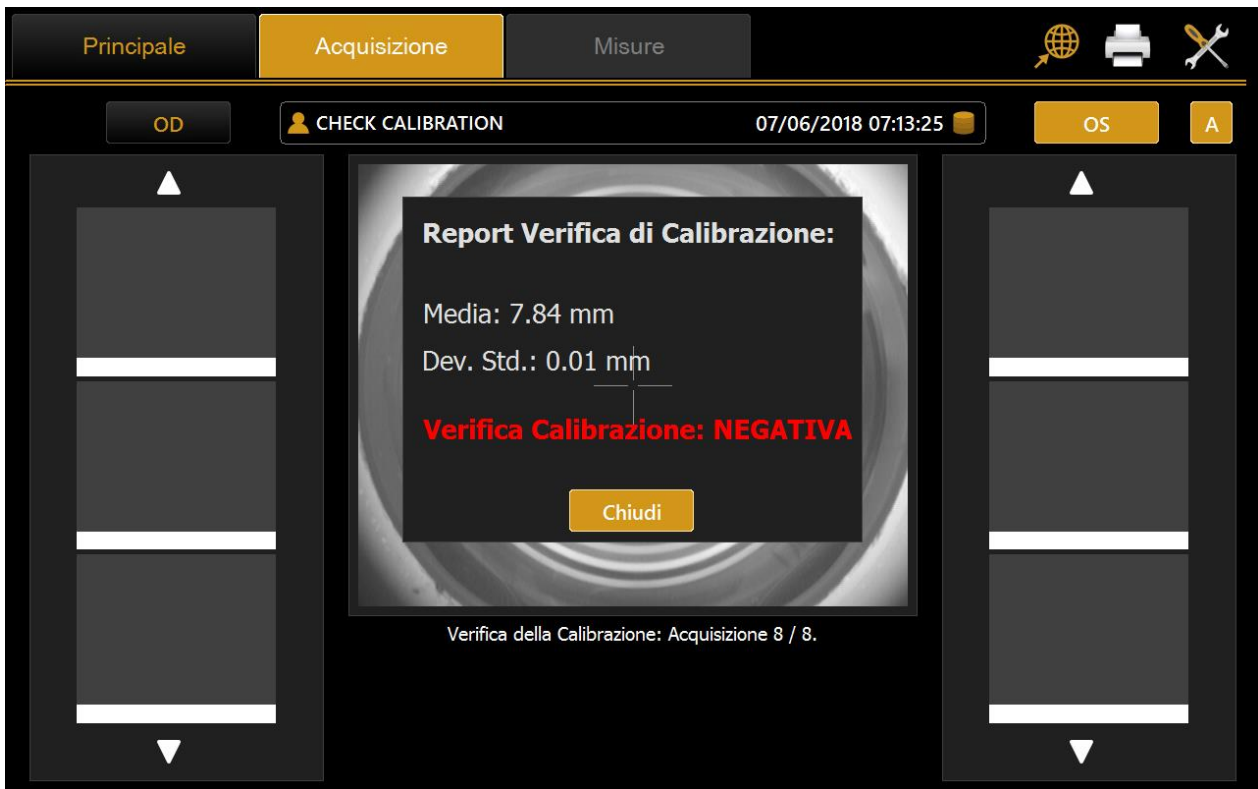 Principale
Acquisizione
Misure
OD
CHECK CALIBRATION 07/06/2018 07:13:25
OS
A
Report Verifica di Calibrazione:
Media: 7.84 mm
Dev. Std.: 0.01 mm
Verifica Calibrazione: NEGATIVA
Chiudi
Verifica della Calibrazione: Acquisizione 8 / 8.